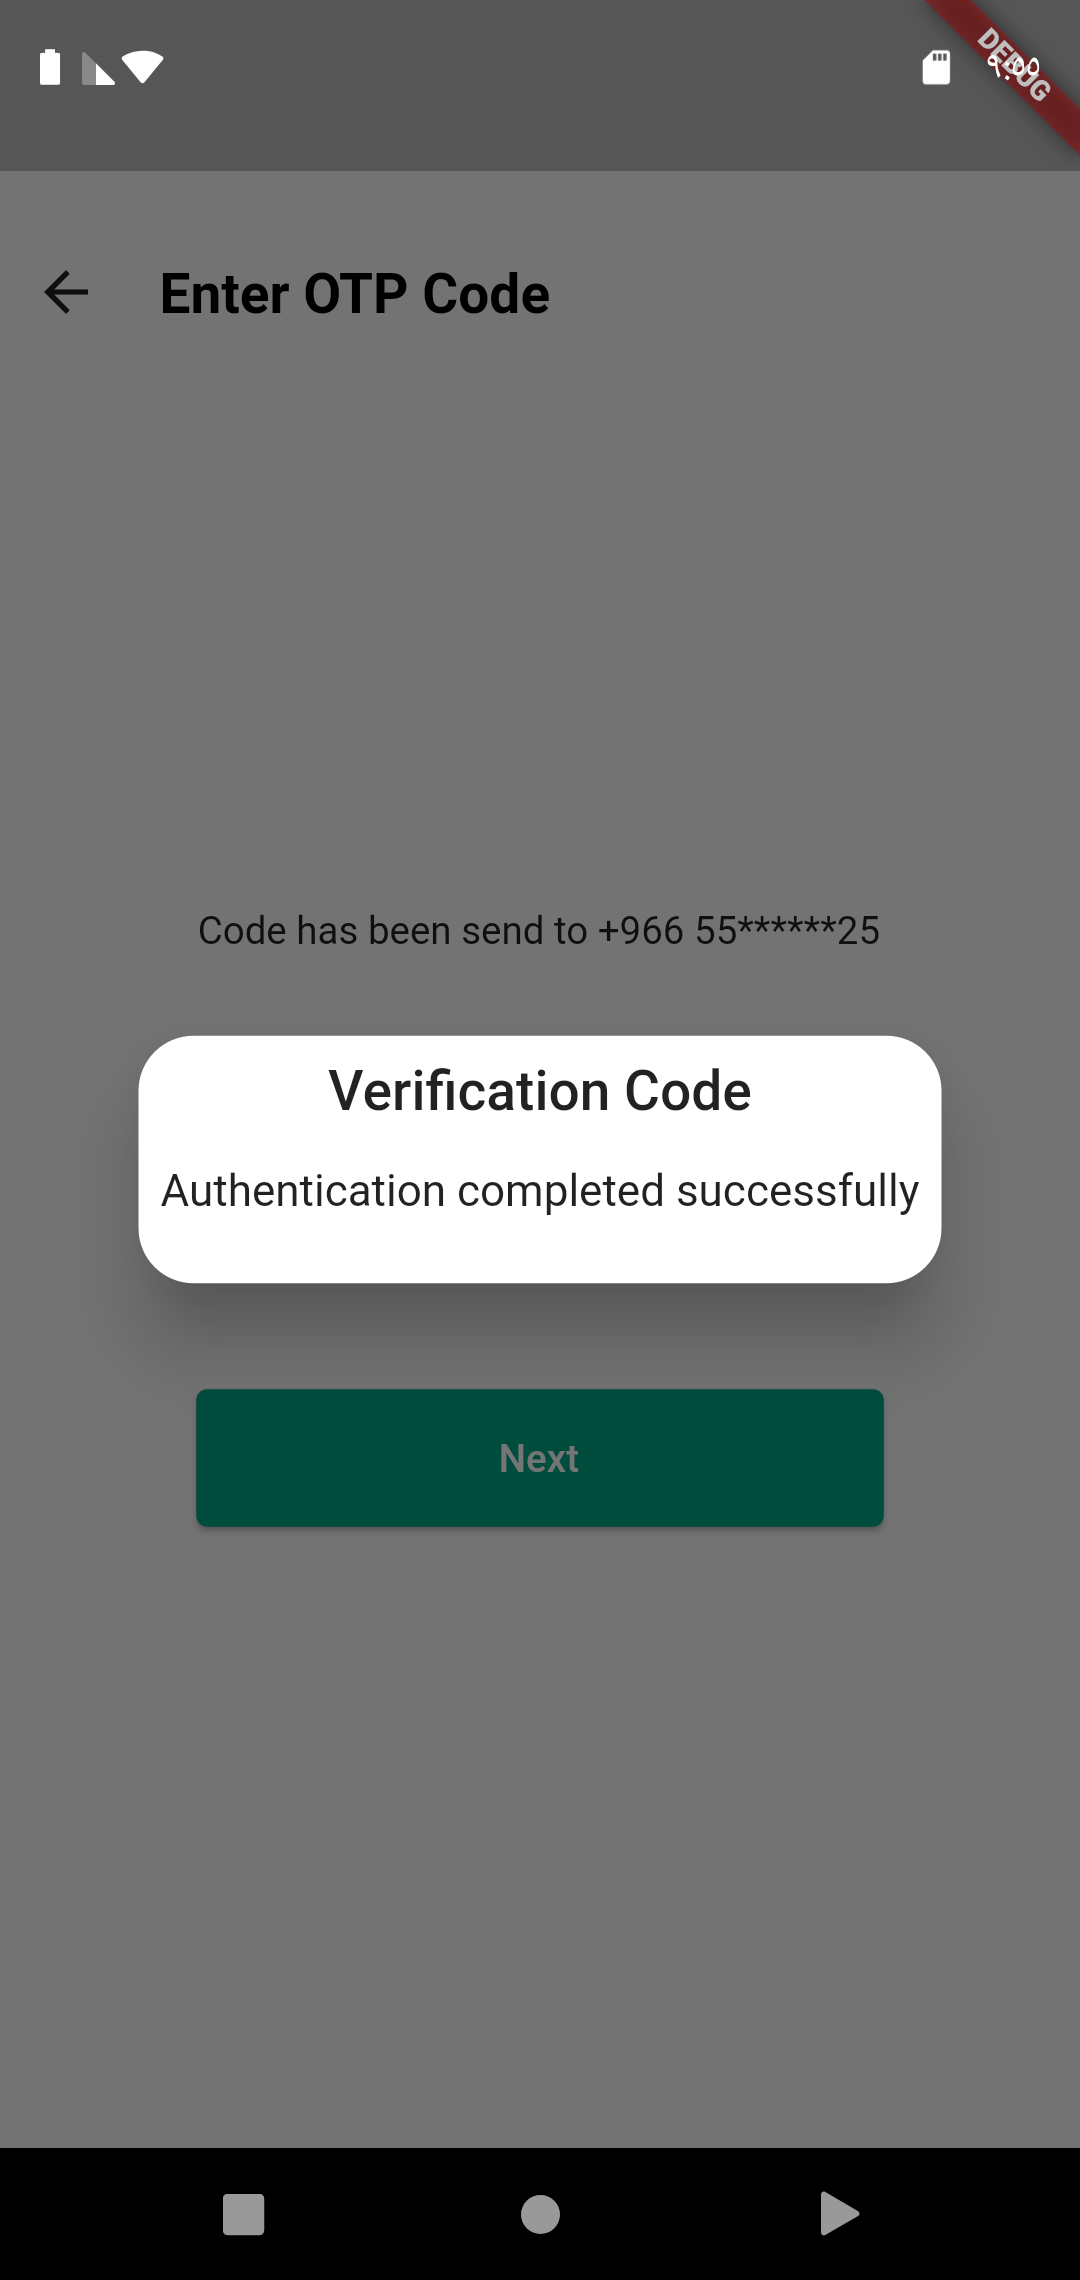 DEBUG
Enter OTP Code
Code has been send to +966 55******25
Verification Code
Authentication completed successfully
Next